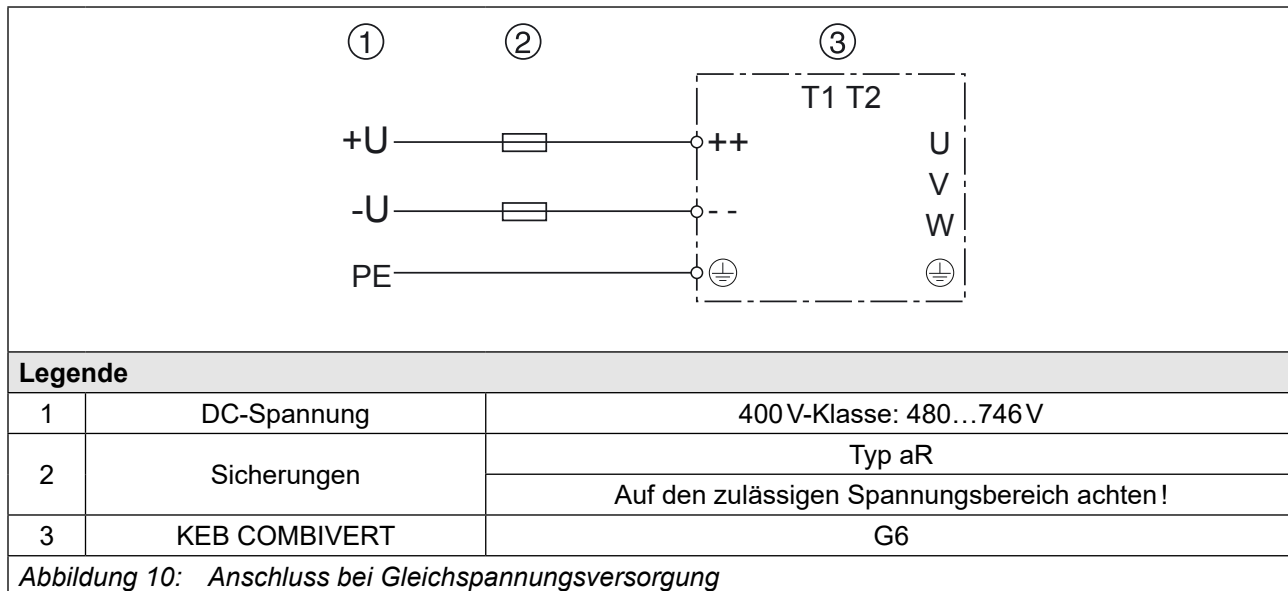 ① ② ③
T1 T2
+U ++ U
V
-U - - W
PE
Legende
1 DC-Spannung 400 V-Klasse: 480…746 V
2 Sicherungen Typ aR
Auf den zulässigen Spannungsbereich achten !
3 KEB COMBIVERT G6
Abbildung 10: Anschluss bei Gleichspannungsversorgung